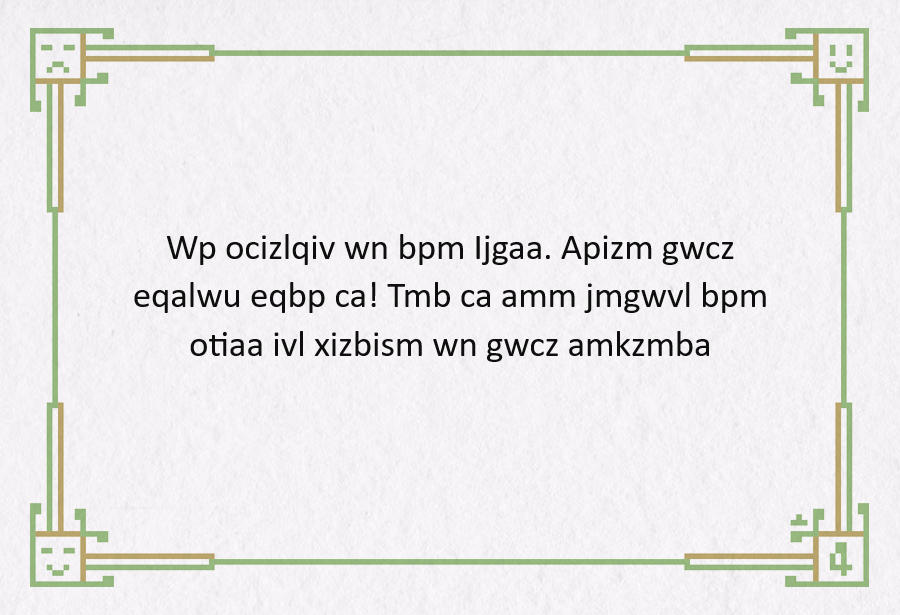 Wp ocizlqiv wn bpm Ijgaa. Apizm gwcz
eqalwu eqbp ca! Tmb ca amm jmgwvl bpm
otiaa ivl xizbism wn gwcz amkzmba